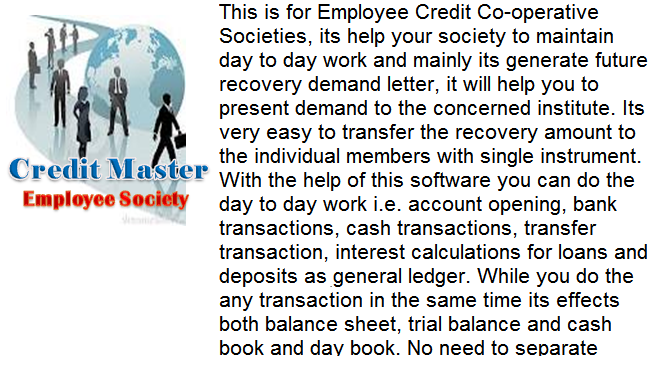 This is for Employee Credit Co-operative
Societies, its help your society to maintain
day to day work and mainly its generate future
recovery demand letter, it will help you to
present demand to the concerned institute. Its
very easy to transfer the recovery amount to
the individual members with single instrument.
With the help of this software you can do the
day to day work i.e. account opening, bank
transactions, cash transactions, transfer
transaction, interest calculations for loans and
deposits as general ledger. While you do the
any transaction in the same time its effects
both balance sheet, trial balance and cash
book and day book. No need to separate
Credit Master
Employee Society